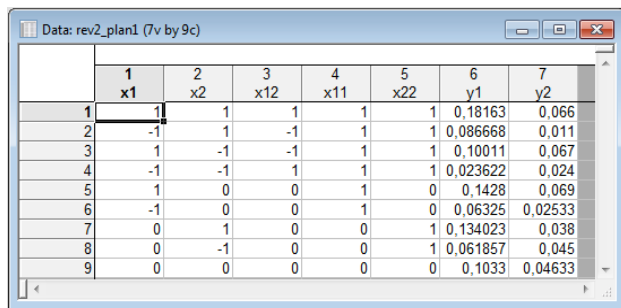 Data: rev2_plan1 (7v by 9c)
1 2 3 4 5 6 7
x1 x2 x12 x11 x22 y1 y2
1 1 1 1 1 1 0,18163 0,066
2 -1 1 -1 1 1 0,086668 0,011
3 1 -1 -1 1 1 0,10011 0,067
4 -1 -1 1 1 1 0,023622 0,024
5 1 0 0 1 0 0,1428 0,069
6 -1 0 0 1 0 0,06325 0,02533
7 0 1 0 0 1 0,134023 0,038
8 0 -1 0 0 1 0,061857 0,045
9 0 0 0 0 0 0,1033 0,04633